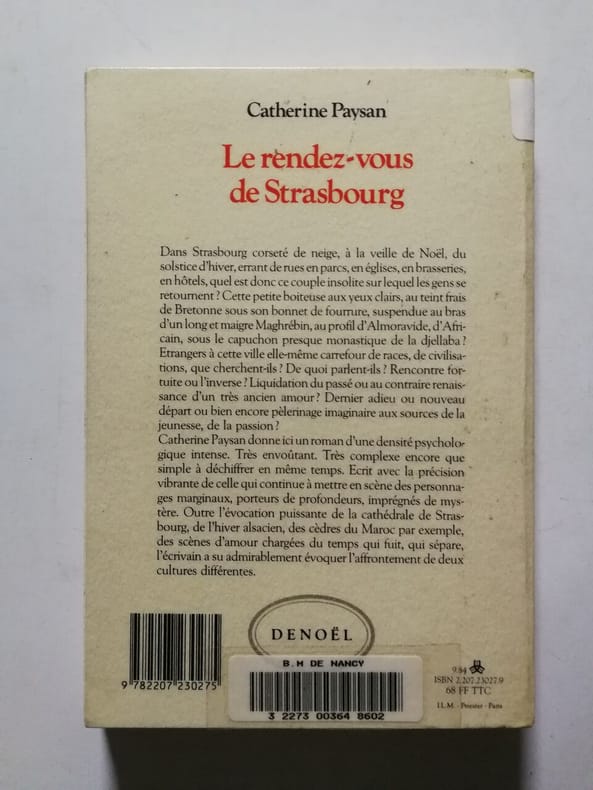 Catherine Paysan
Le rendez-vous
de Strasbourg
Dans Strasbourg corseté de neige, à la veille de Noël, du
solstice d'hiver, errant de rues en parcs, en églises, en brasseries,
en hôtels, quel est donc ce couple insolite sur lequel les gens se
retournent ? Cette petite boiteuse aux yeux clairs, au teint frais
de Bretonne sous son bonnet de fourrure, suspendue au bras
d'un long et maigre Maghrébin, au profil d'Almoravide, d'Afri-
cain, sous le capuchon presque monastique de la djellaba ?
Etrangers à cette ville elle-même carrefour de races, de civilisa-
tions, que cherchent-ils ? De quoi parlent-ils ? Rencontre for-
tuite ou l'inverse ? Liquidation du passé ou au contraire renais-
sance d'un très ancien amour ? Dernier adieu ou nouveau
départ ou bien encore pèlerinage imaginaire aux sources de la
jeunesse, de la passion ?
Catherine Paysan donne ici un roman d'une densité psycholo-
gique intense. Très envoûtant. Très complexe encore que
simple à déchiffrer en même temps. Ecrit avec la précision
vibrante de celle qui continue à mettre en scène des personna-
ges marginaux, porteurs de profondeurs, imprégnés de mys-
tère. Outre l'évocation puissante de la cathédrale de Stras-
bourg, de l'hiver alsacien, des cèdres du Maroc par exemple,
des scènes d'amour chargées du temps qui fuit, qui sépare,
l'écrivain a su admirablement évoquer l'affrontement de deux
cultures différentes.
DENOËL
9 782207 230275
B.M DE NANCY
3 2273 00364 8602
9.84
ISBN 2.207.23027.9
68 FF TTC
I.L.M. - Presster - Paris